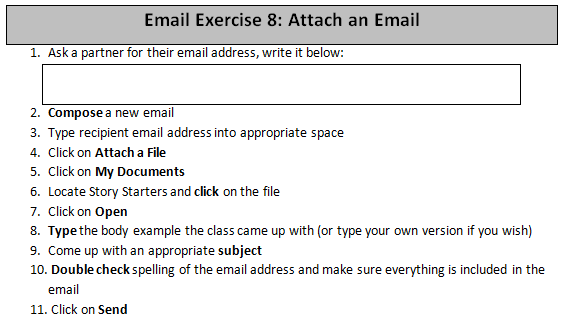 Email Exercise 8: Attach an Email
1. Ask a partner for their email address, write it below:
2. Compose a new email
3. Type recipient email address into appropriate space
4. Click on Attach a File
5. Click on My Documents
6. Locate Story Starters and click on the file
7. Click on Open
8. Type the body example the class came up with (or type your own version if you wish)
9. Come up with an appropriate subject
10. Double check spelling of the email address and make sure everything is included in the
email
11. Click on Send